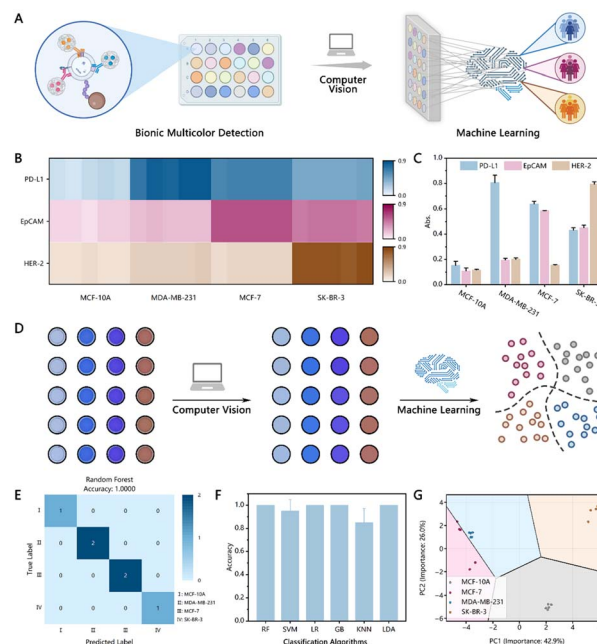 A
Bionic Multicolor Detection
Computer
Vision
Machine Learning
B
PD-L1
EpCAM
HER-2
MCF-10A MDA-MB-231 MCF-7 SK-BR-3
0.9
0.0
0.9
0.0
0.9
0.0
C
PD-L1 EpCAM HER-2
Abs.
0.8
0.6
0.4
0.2
0.0
MCF-10A
MDA-MB-231
MCF-7
SK-BR-3
D
Computer Vision
Machine Learning
E
Random Forest
Accuracy: 1.0000
True Label
I 1 0 0 0
II 0 2 0 0
III 0 0 2 0
IV 0 0 0 1
I II III IV
Predicted Label
2
1
0
I : MCF-10A
II : MDA-MB-231
III : MCF-7
IV : SK-BR-3
F
Accuracy
1.0
0.8
0.6
0.4
0.2
0.0
RF SVM LR GB KNN LDA
Classification Algorithms
G
PC2 (Importance: 26.0%)
4
2
0
-2
-4
-6
MCF-10A
MCF-7
MDA-MB-231
SK-BR-3
-4 -2 0 2 4 6
PC1 (Importance: 42.9%)